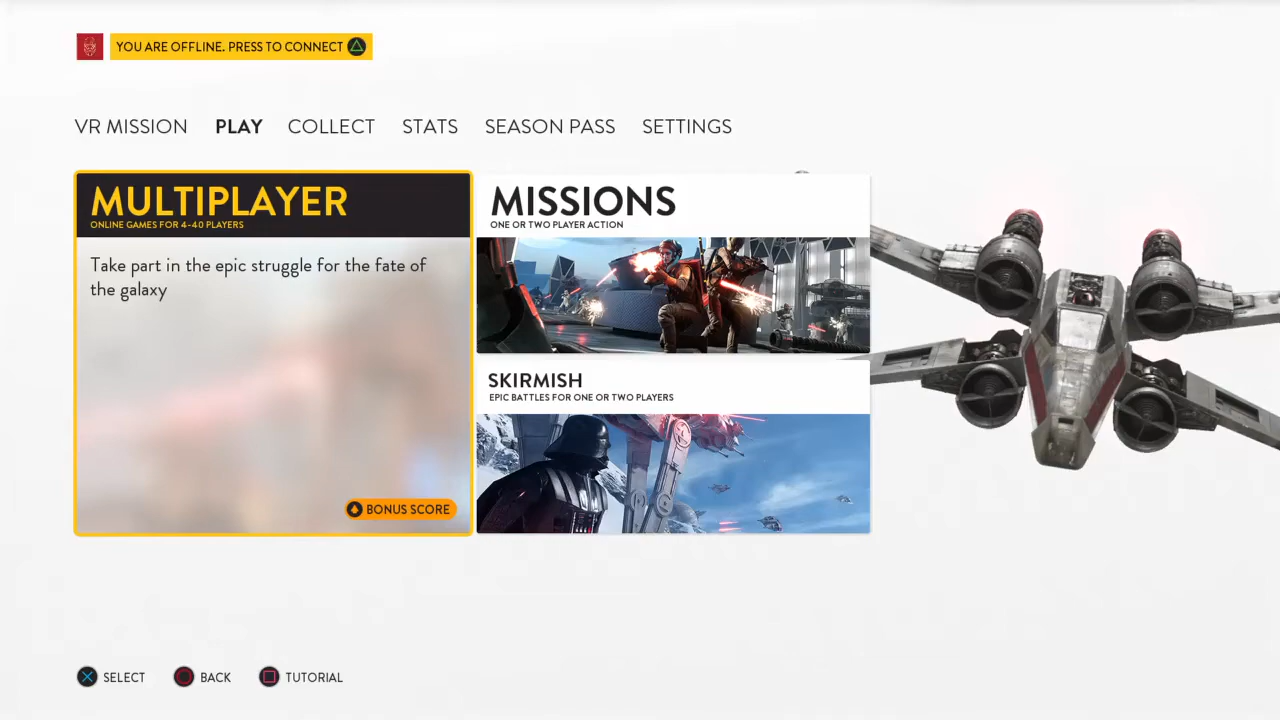 YOU ARE OFFLINE. PRESS TO CONNECT
VR MISSION PLAY COLLECT STATS SEASON PASS SETTINGS
MULTIPLAYER
ONLINE GAMES FOR 4-40 PLAYERS
Take part in the epic struggle for the fate of
the galaxy
BONUS SCORE
MISSIONS
ONE OR TWO PLAYER ACTION
SKIRMISH
EPIC BATTLES FOR ONE OR TWO PLAYERS
SELECT BACK TUTORIAL